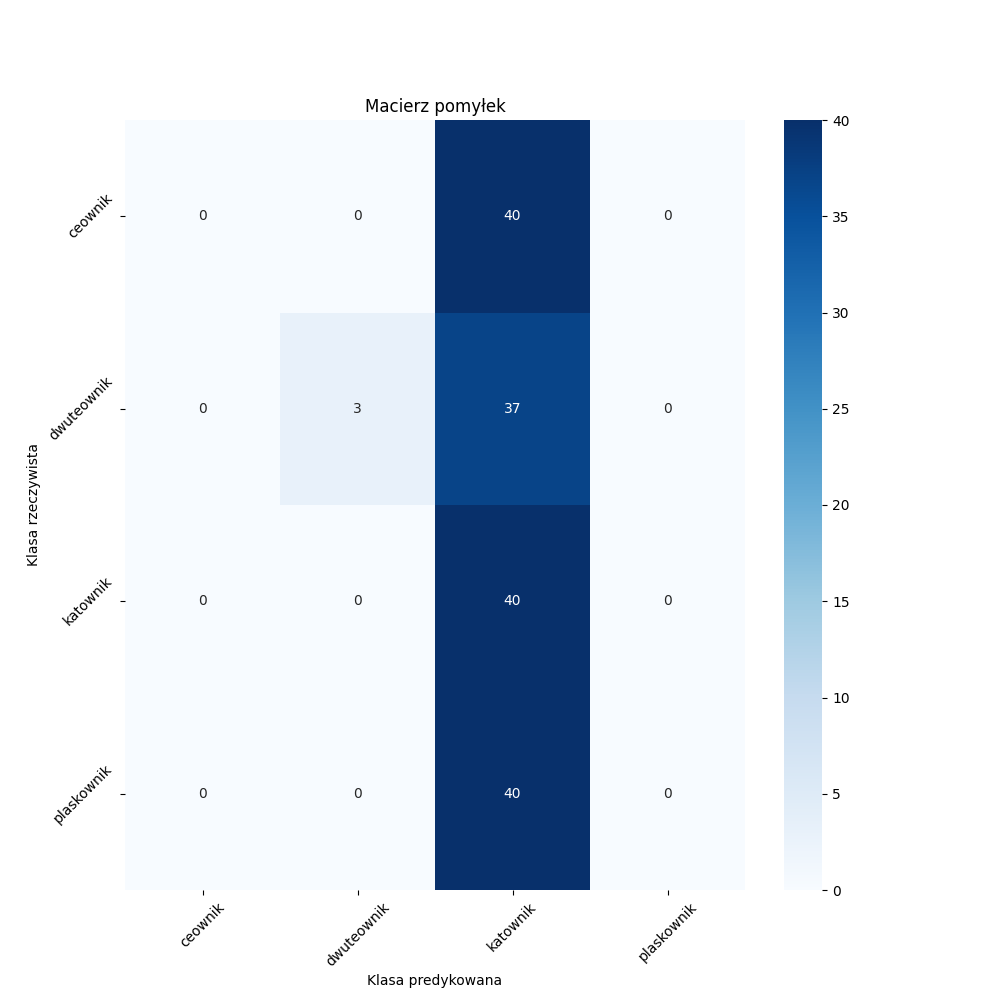 Macierz pomyłek
ceownik
0 0 40 0
dwuteownik
0 3 37 0
katownik
0 0 40 0
plaskownik
0 0 40 0
Klasa rzeczywista
ceownik
dwuteownik
katownik
plaskownik
Klasa predykowana
40
35
30
25
20
15
10
5
0